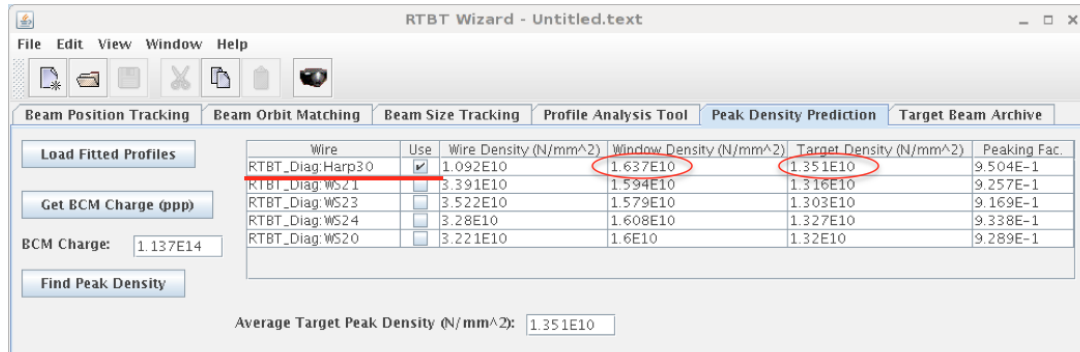 RTBT Wizard - Untitled.text
File Edit View Window Help
Beam Position Tracking Beam Orbit Matching Beam Size Tracking Profile Analysis Tool Peak Density Prediction Target Beam Archive
Load Fitted Profiles
Get BCM Charge (ppp)
BCM Charge: 1.137E14
Find Peak Density
Wire Use Wire Density (N/mm^2) Window Density (N/mm^2) Target Density (N/mm^2) Peaking Fac.
RTBT_Diag:Harp30 1.092E10 1.637E10 1.351E10 9.504E-1
RTBT_Diag:WS21 3.391E10 1.594E10 1.316E10 9.257E-1
RTBT_Diag:WS23 3.522E10 1.579E10 1.303E10 9.169E-1
RTBT_Diag:WS24 3.28E10 1.608E10 1.327E10 9.338E-1
RTBT_Diag:WS20 3.221E10 1.6E10 1.32E10 9.289E-1
Average Target Peak Density (N/mm^2): 1.351E10